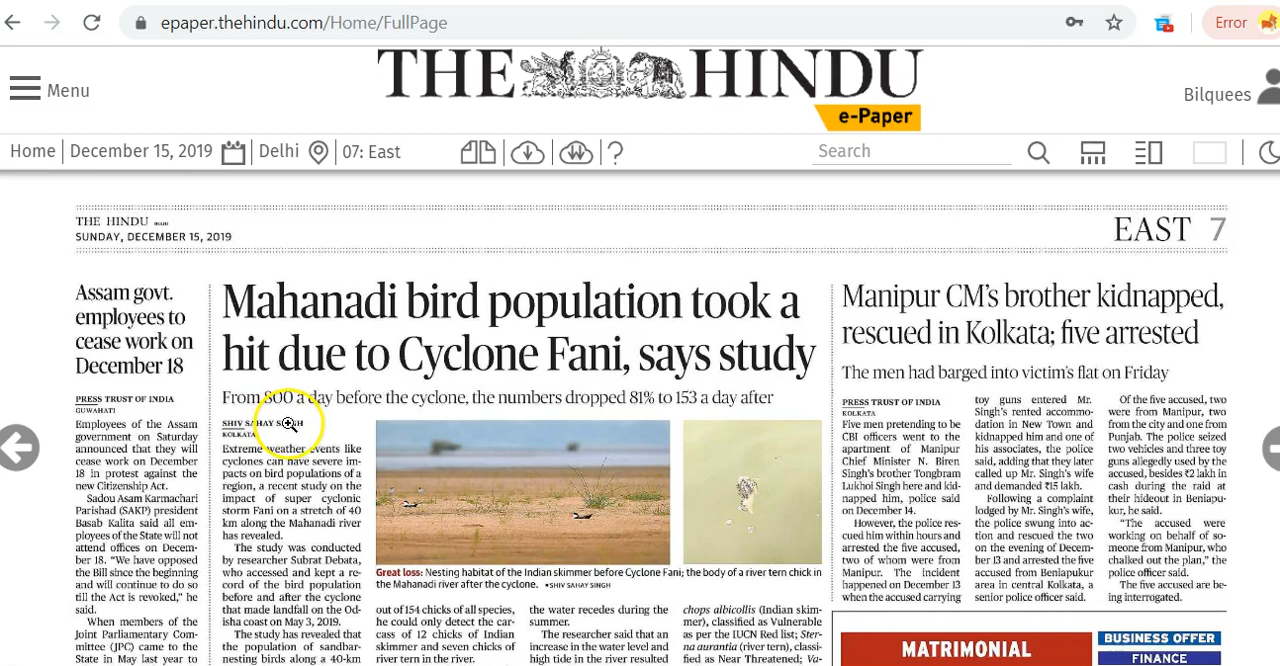 epaper.thehindu.com/Home/FullPage
Error
Menu
THE HINDU
e-Paper
Bilquees
Home
December 15, 2019
Delhi
07: East
?
Search
THE HINDU
SUNDAY, DECEMBER 15, 2019
EAST 7
Assam govt.
employees to
cease work on
December 18
PRESS TRUST OF INDIA
GUWAHATI
Employees of the Assam
government on Saturday
announced that they will
cease work on December
18 in protest against the
new Citizenship Act.
Sadou Asam Karmachari
Parishad (SAKP) president
Basab Kalita said all em-
ployees of the State will not
attend offices on Decem-
ber 18. “We have opposed
the Bill since the beginning
and will continue to do so
till the Act is revoked,” he
said.
When members of the
Joint Parliamentary Com-
mittee (JPC) came to the
State in May last year to
Mahanadi bird population took a
hit due to Cyclone Fani, says study
From 800 a day before the cyclone, the numbers dropped 81% to 153 a day after
SHIV SAHAY SINGH
KOLKATA
Extreme weather events like
cyclones can have severe im-
pacts on bird populations of a
region, a recent study on the
impact of super cyclonic
storm Fani on a stretch of 40
km along the Mahanadi river
has revealed.
The study was conducted
by researcher Subrat Debata,
who accessed and kept a re-
cord of the bird population
before and after the cyclone
that made landfall on the Od-
isha coast on May 3, 2019.
The study has revealed that
the population of sandbar-
nesting birds along a 40-km
Great loss: Nesting habitat of the Indian skimmer before Cyclone Fani; the body of a river tern chick in
the Mahanadi river after the cyclone. •SHIV SAHAY SINGH
out of 154 chicks of all species,
he could only detect the car-
cass of 12 chicks of Indian
skimmer and seven chicks of
river tern in the river.
the water recedes during the
summer.
The researcher said that an
increase in the water level and
high tide in the river resulted
chops albicollis (Indian skim-
mer), classified as Vulnerable
as per the IUCN Red list; Ster-
na aurantia (river tern), classi-
fied as Near Threatened; Va-
Manipur CM’s brother kidnapped,
rescued in Kolkata; five arrested
The men had barged into victim’s flat on Friday
PRESS TRUST OF INDIA
KOLKATA
Five men pretending to be
CBI officers went to the
apartment of Manipur
Chief Minister N. Biren
Singh’s brother Tongbram
Lukhoi Singh here and kid-
napped him, police said
on December 14.
However, the police res-
cued him within hours and
arrested the five accused,
two of whom were from
Manipur. The incident
happened on December 13
when the accused carrying
toy guns entered Mr.
Singh’s rented accommo-
dation in New Town and
kidnapped him and one of
his associates, the police
said, adding that they later
called up Mr. Singh’s wife
and demanded ₹15 lakh.
Following a complaint
lodged by Mr. Singh’s wife,
the police swung into ac-
tion and rescued the two
on the evening of Decem-
ber 13 and arrested the five
accused from Beniapukur
area in central Kolkata, a
senior police officer said.
Of the five accused, two
were from Manipur, two
from the city and one from
Punjab. The police seized
two vehicles and three toy
guns allegedly used by the
accused, besides ₹2 lakh in
cash during the raid at
their hideout in Beniapu-
kur, he said.
“The accused were
working on behalf of so-
meone from Manipur, who
chalked out the plan,” the
police officer said.
The five accused are be-
ing interrogated.
MATRIMONIAL
BUSINESS OFFER
FINANCE